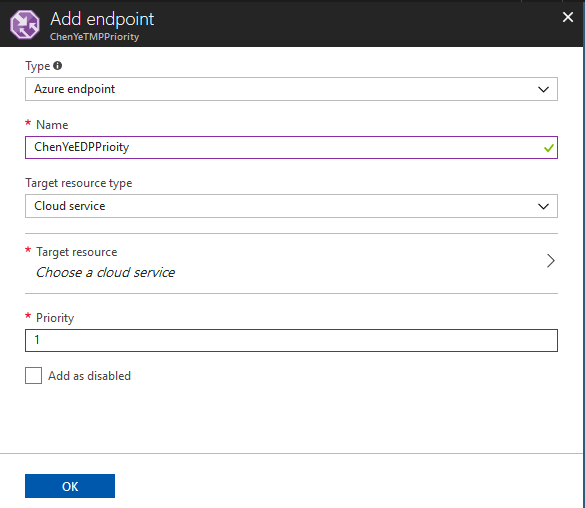 Add endpoint
ChenYeTMPPriority
Type
Azure endpoint
* Name
ChenYeEDPPrioity
Target resource type
Cloud service
* Target resource
Choose a cloud service
* Priority
1
Add as disabled
OK